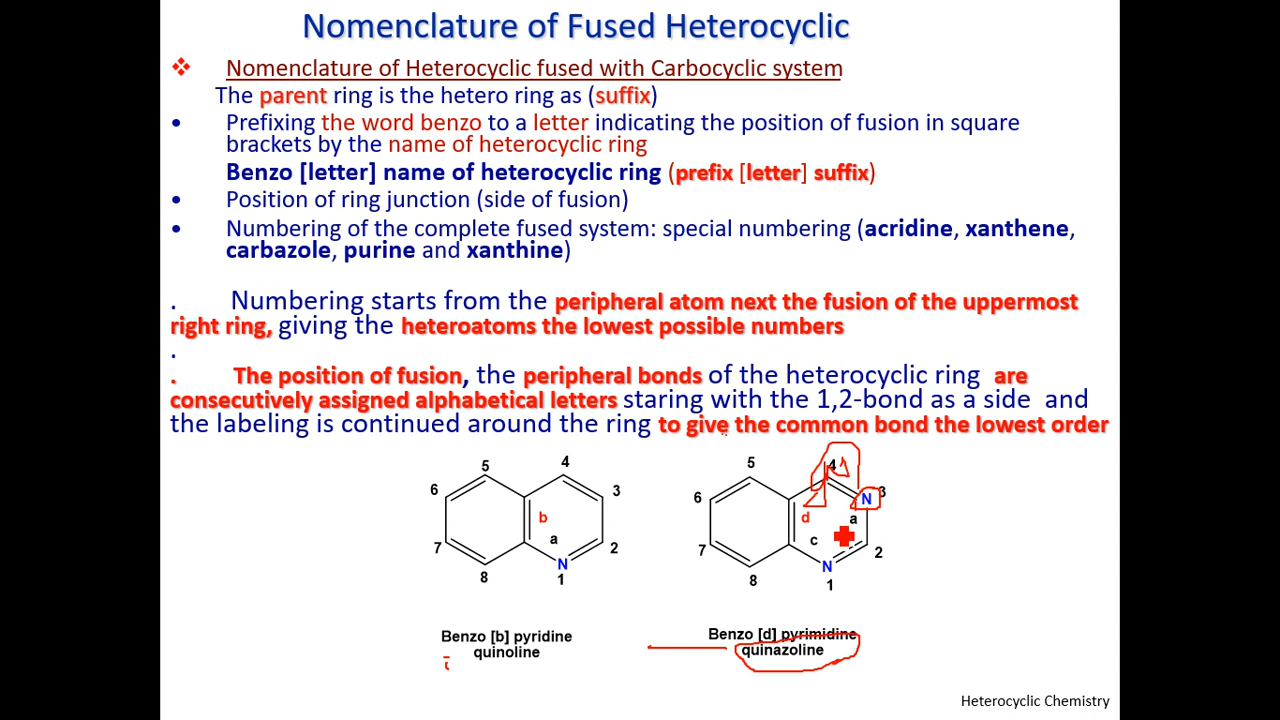 Nomenclature of Fused Heterocyclic
❖ Nomenclature of Heterocyclic fused with Carbocyclic system
The parent ring is the hetero ring as (suffix)
• Prefixing the word benzo to a letter indicating the position of fusion in square
brackets by the name of heterocyclic ring
Benzo [letter] name of heterocyclic ring (prefix [letter] suffix)
• Position of ring junction (side of fusion)
• Numbering of the complete fused system: special numbering (acridine, xanthene,
carbazole, purine and xanthine)
. Numbering starts from the peripheral atom next the fusion of the uppermost
right ring, giving the heteroatoms the lowest possible numbers
.
. The position of fusion, the peripheral bonds of the heterocyclic ring are
consecutively assigned alphabetical letters staring with the 1,2-bond as a side and
the labeling is continued around the ring to give the common bond the lowest order
5 4
6 3
b
a
7 2
N
8 1
5 4
6 N 3
d a
c
7 2
N
8 1
Benzo [b] pyridine
quinoline
Benzo [d] pyrimidine
quinazoline
Heterocyclic Chemistry